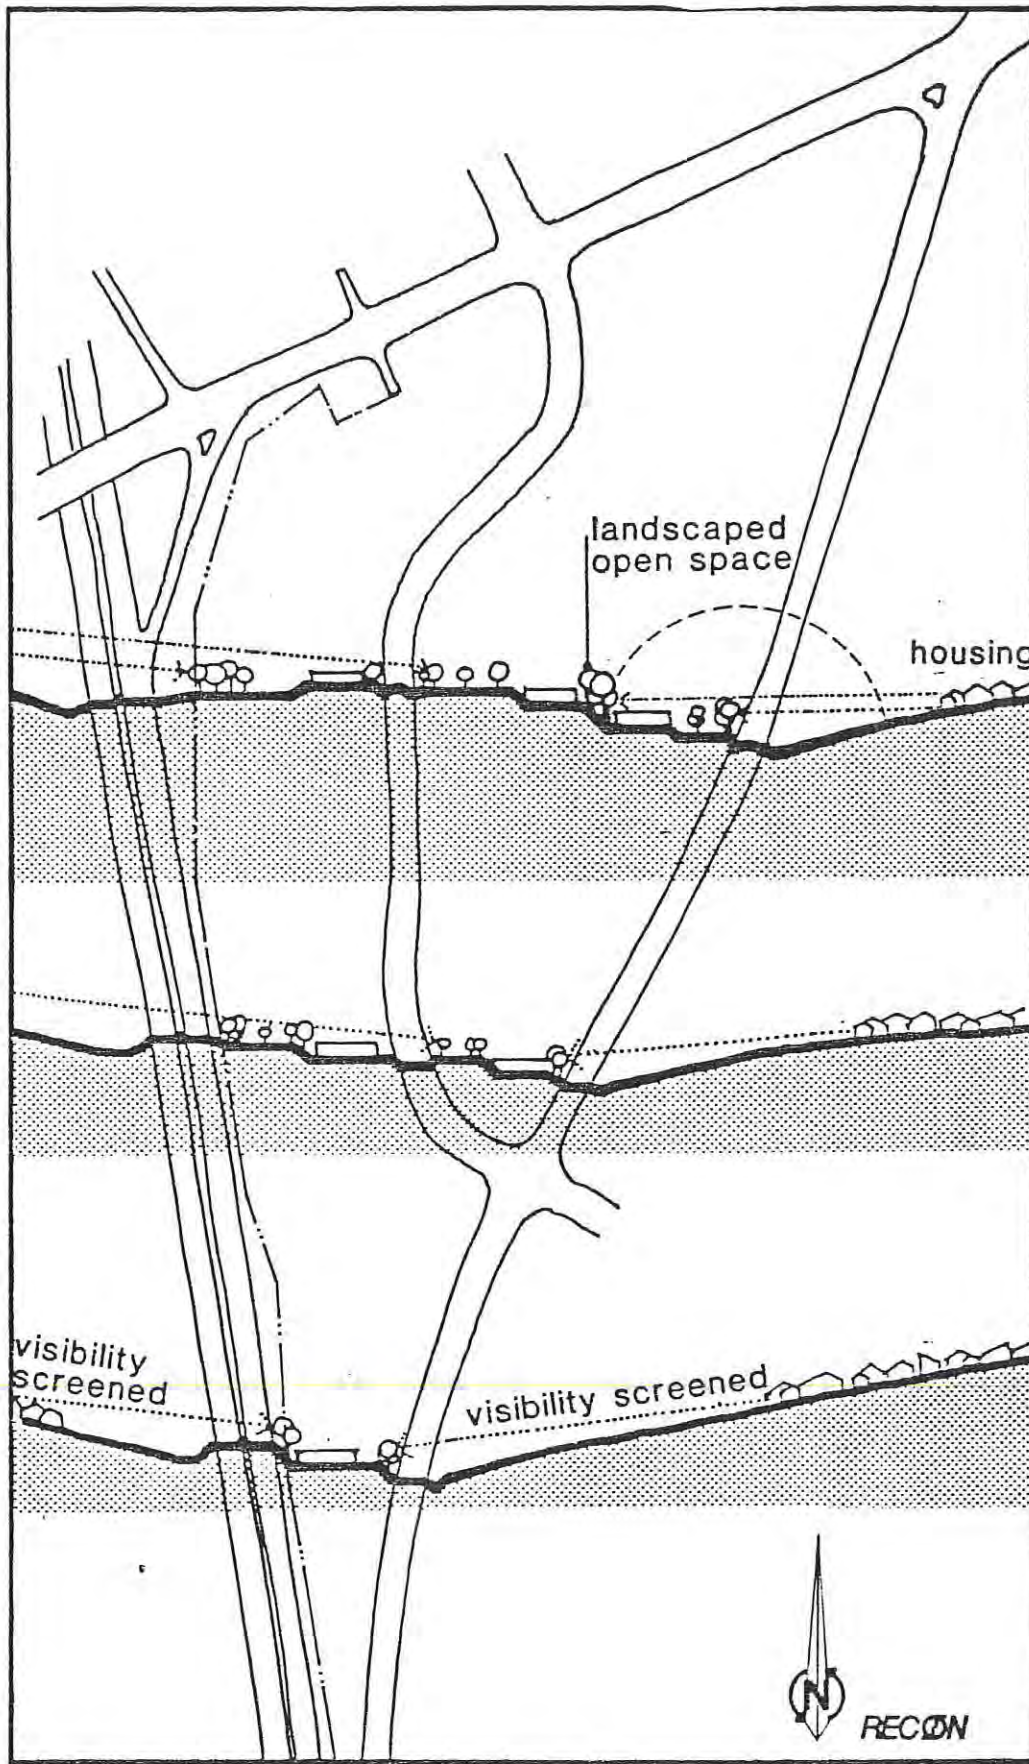 landscaped
open space
housing
visibility
screened
visibility screened
N
RECON